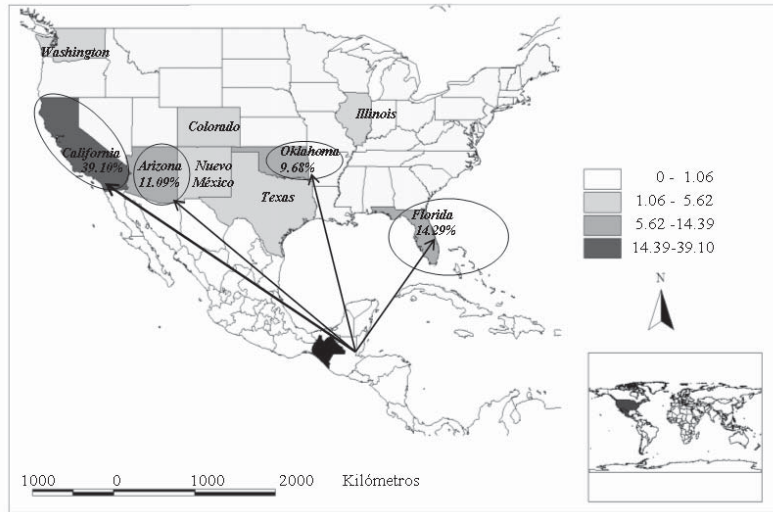 Washington
Colorado
Illinois
California
39.10%
Arizona
11.09%
Nuevo
México
Oklahoma
9.68%
Texas
Florida
14.29%
0 - 1.06
1.06 - 5.62
5.62 -14.39
14.39-39.10
N
1000 0 1000 2000 Kilómetros